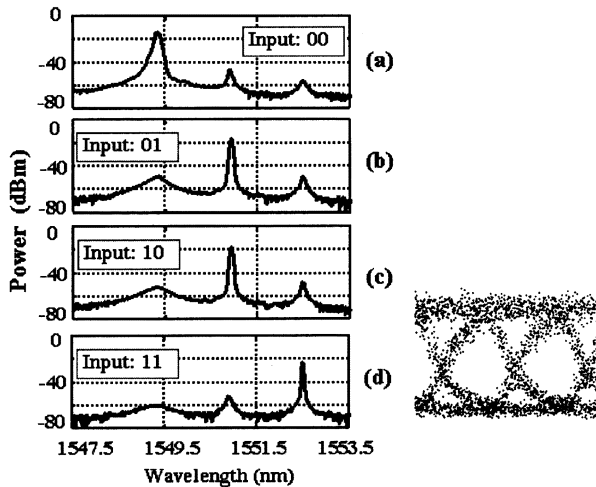 0
-40
-80
Input: 00
(a)
0
-40
-80
Input: 01
(b)
0
-40
-80
Input: 10
(c)
0
-40
-80
Input: 11
(d)
Power (dBm)
1547.5 1549.5 1551.5 1553.5
Wavelength (nm)